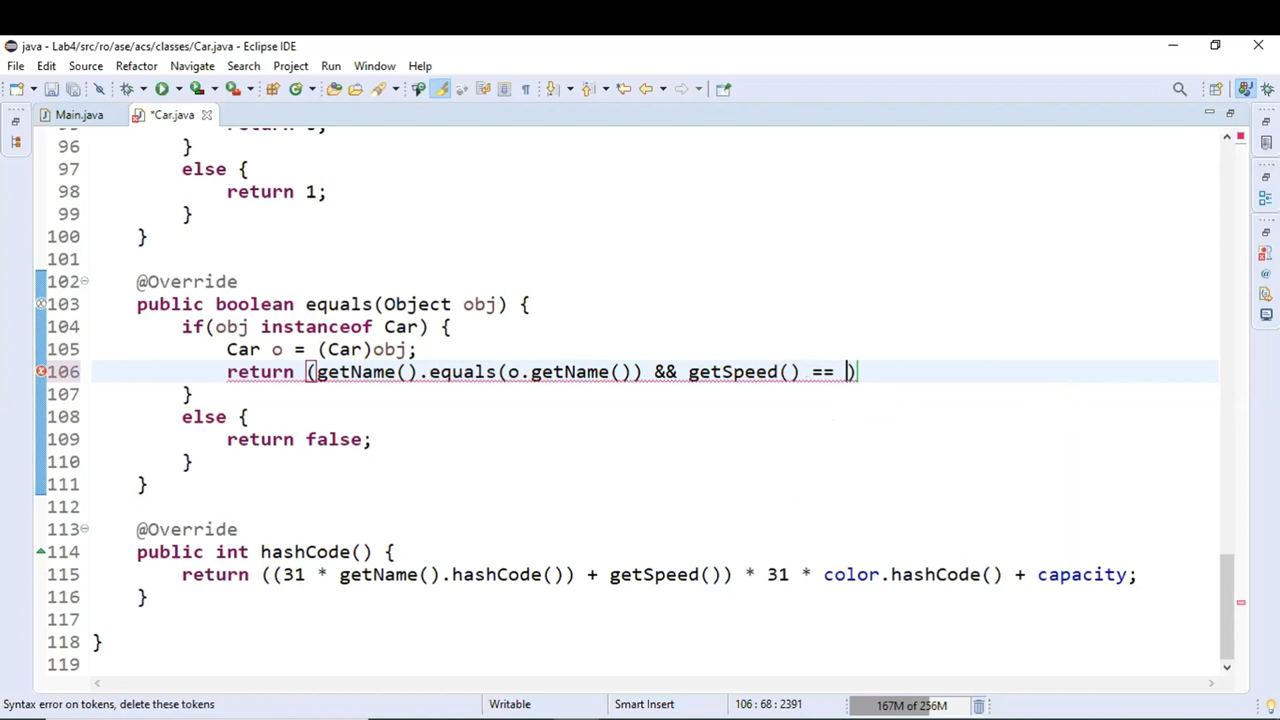 java - Lab4/src/ro/ase/acs/classes/Car.java - Eclipse IDE
File Edit Source Refactor Navigate Search Project Run Window Help
Main.java *Car.java
96 }
97 else {
98 return 1;
99 }
100 }
101
102 @Override
103 public boolean equals(Object obj) {
104 if(obj instanceof Car) {
105 Car o = (Car)obj;
106 return (getName().equals(o.getName()) && getSpeed() == )
107 }
108 else {
109 return false;
110 }
111 }
112
113 @Override
114 public int hashCode() {
115 return ((31 * getName().hashCode()) + getSpeed()) * 31 * color.hashCode() + capacity;
116 }
117
118 }
119
Syntax error on tokens, delete these tokens Writable Smart Insert 106 : 68 : 2391 167M of 256M